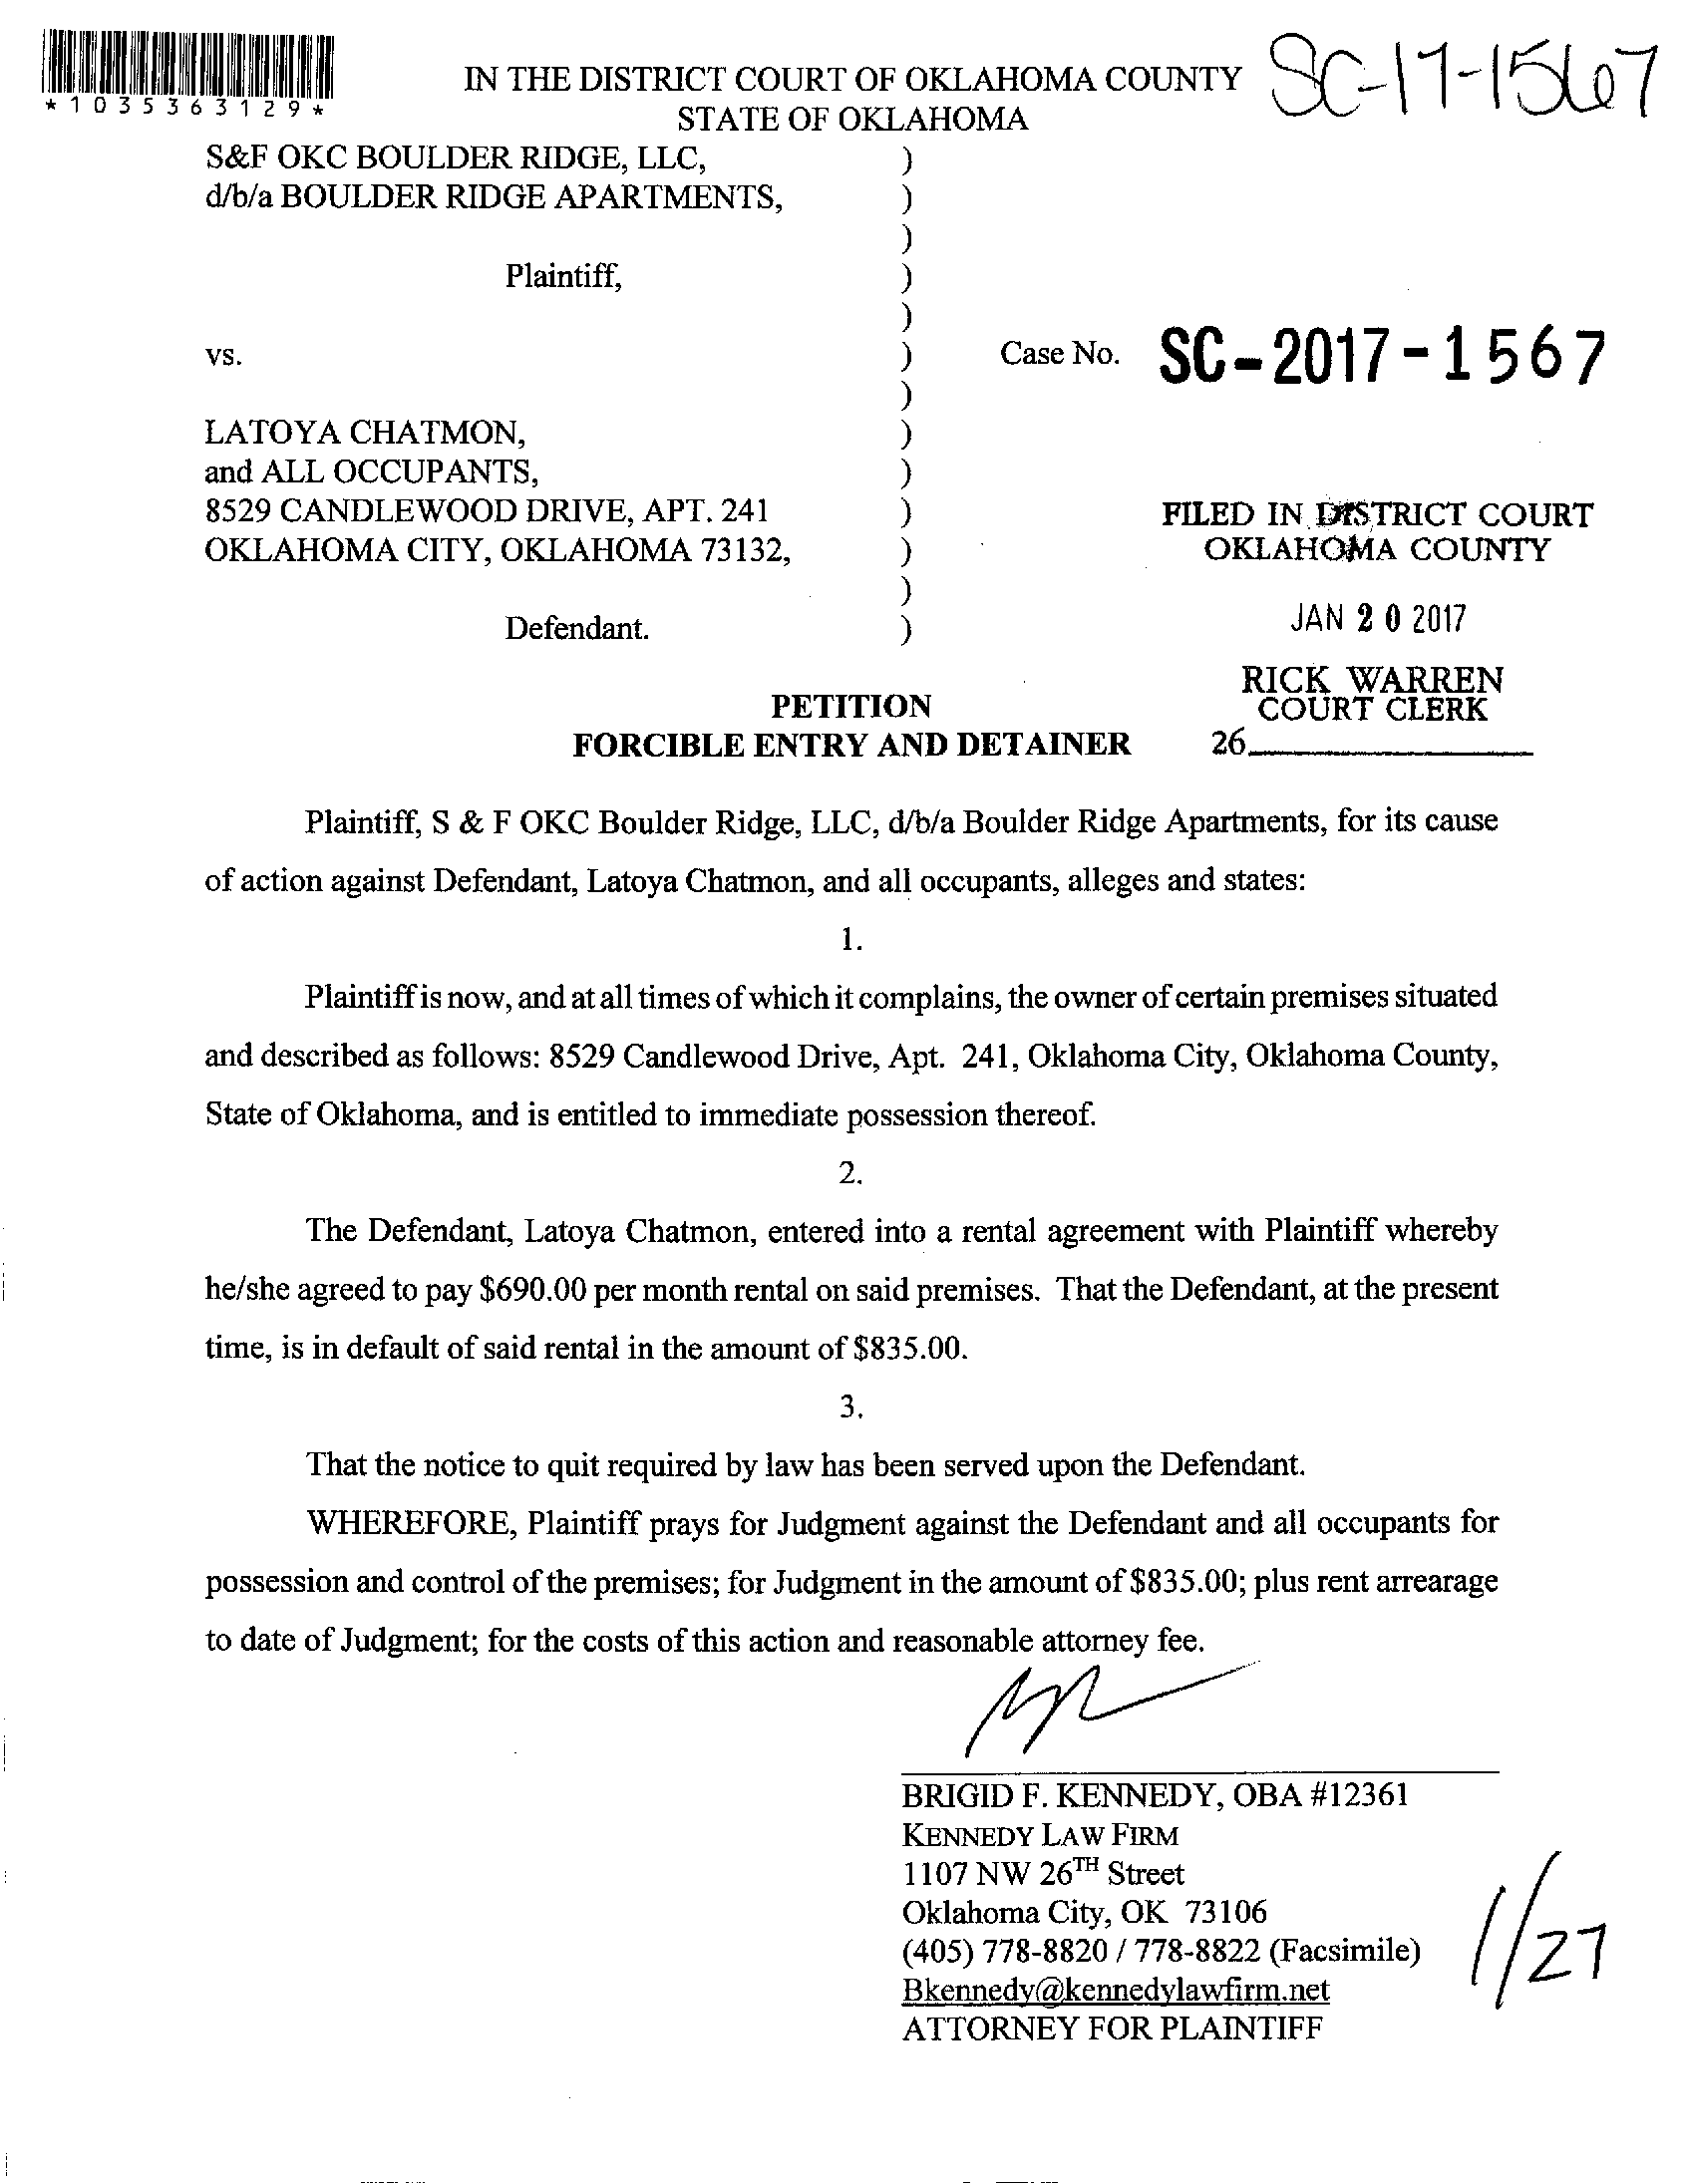 *1035363129*
SC-17-1567
IN THE DISTRICT COURT OF OKLAHOMA COUNTY
STATE OF OKLAHOMA
S&F OKC BOULDER RIDGE, LLC, )
d/b/a BOULDER RIDGE APARTMENTS, )
)
Plaintiff, )
)
vs. ) Case No. SC-2017-1567
)
LATOYA CHATMON, )
and ALL OCCUPANTS, )
8529 CANDLEWOOD DRIVE, APT. 241 )
OKLAHOMA CITY, OKLAHOMA 73132, )
)
Defendant. )
FILED IN DISTRICT COURT
OKLAHOMA COUNTY
JAN 20 2017
RICK WARREN
COURT CLERK
26
PETITION
FORCIBLE ENTRY AND DETAINER
Plaintiff, S & F OKC Boulder Ridge, LLC, d/b/a Boulder Ridge Apartments, for its cause
of action against Defendant, Latoya Chatmon, and all occupants, alleges and states:
1.
Plaintiff is now, and at all times of which it complains, the owner of certain premises situated
and described as follows: 8529 Candlewood Drive, Apt. 241, Oklahoma City, Oklahoma County,
State of Oklahoma, and is entitled to immediate possession thereof.
2.
The Defendant, Latoya Chatmon, entered into a rental agreement with Plaintiff whereby
he/she agreed to pay $690.00 per month rental on said premises. That the Defendant, at the present
time, is in default of said rental in the amount of $835.00.
3.
That the notice to quit required by law has been served upon the Defendant.
WHEREFORE, Plaintiff prays for Judgment against the Defendant and all occupants for
possession and control of the premises; for Judgment in the amount of $835.00; plus rent arrearage
to date of Judgment; for the costs of this action and reasonable attorney fee.
BRIGID F. KENNEDY, OBA #12361
KENNEDY LAW FIRM
1107 NW 26TH Street
Oklahoma City, OK 73106
(405) 778-8820 / 778-8822 (Facsimile)
Bkennedy@kennedylawfirm.net
ATTORNEY FOR PLAINTIFF
1/27